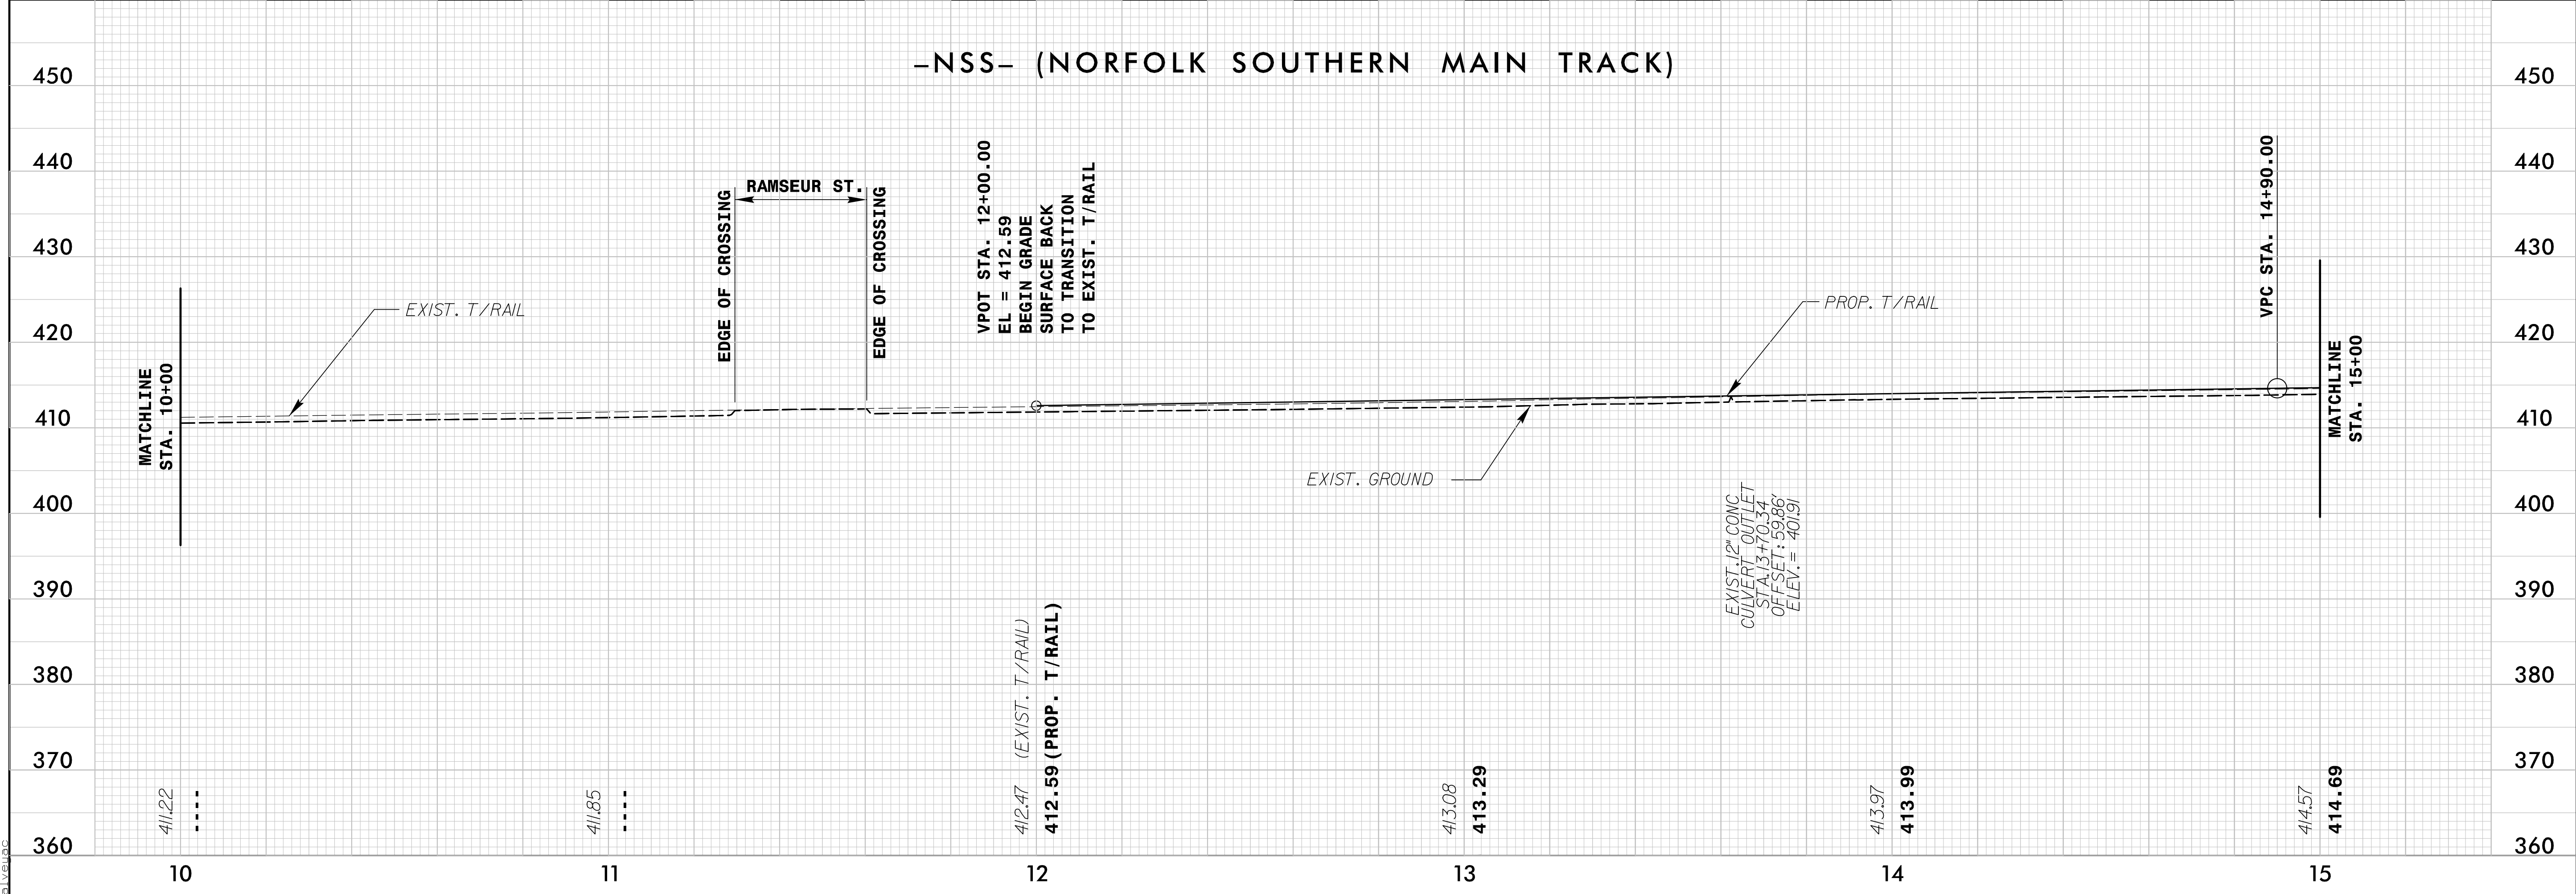 –NSS– (NORFOLK SOUTHERN MAIN TRACK)
450
450
440
440
430
430
420
420
410
410
400
400
390
390
380
380
370
370
360
360
MATCHLINE
STA. 10+00
EXIST. T/RAIL
EDGE OF CROSSING
RAMSEUR ST.
EDGE OF CROSSING
VPOT STA. 12+00.00
EL = 412.59
BEGIN GRADE
SURFACE BACK
TO TRANSITION
TO EXIST. T/RAIL
EXIST. GROUND
PROP. T/RAIL
EXIST. 12" CONC
CULVERT OUTLET
STA. 13+70.34
OFFSET: 59.86'
ELEV. = 401.91
VPC STA. 14+90.00
MATCHLINE
STA. 15+00
411.22
-----
411.85
-----
412.47 (EXIST. T/RAIL)
412.59 (PROP. T/RAIL)
413.08
413.29
413.97
413.99
414.57
414.69
10
11
12
13
14
15